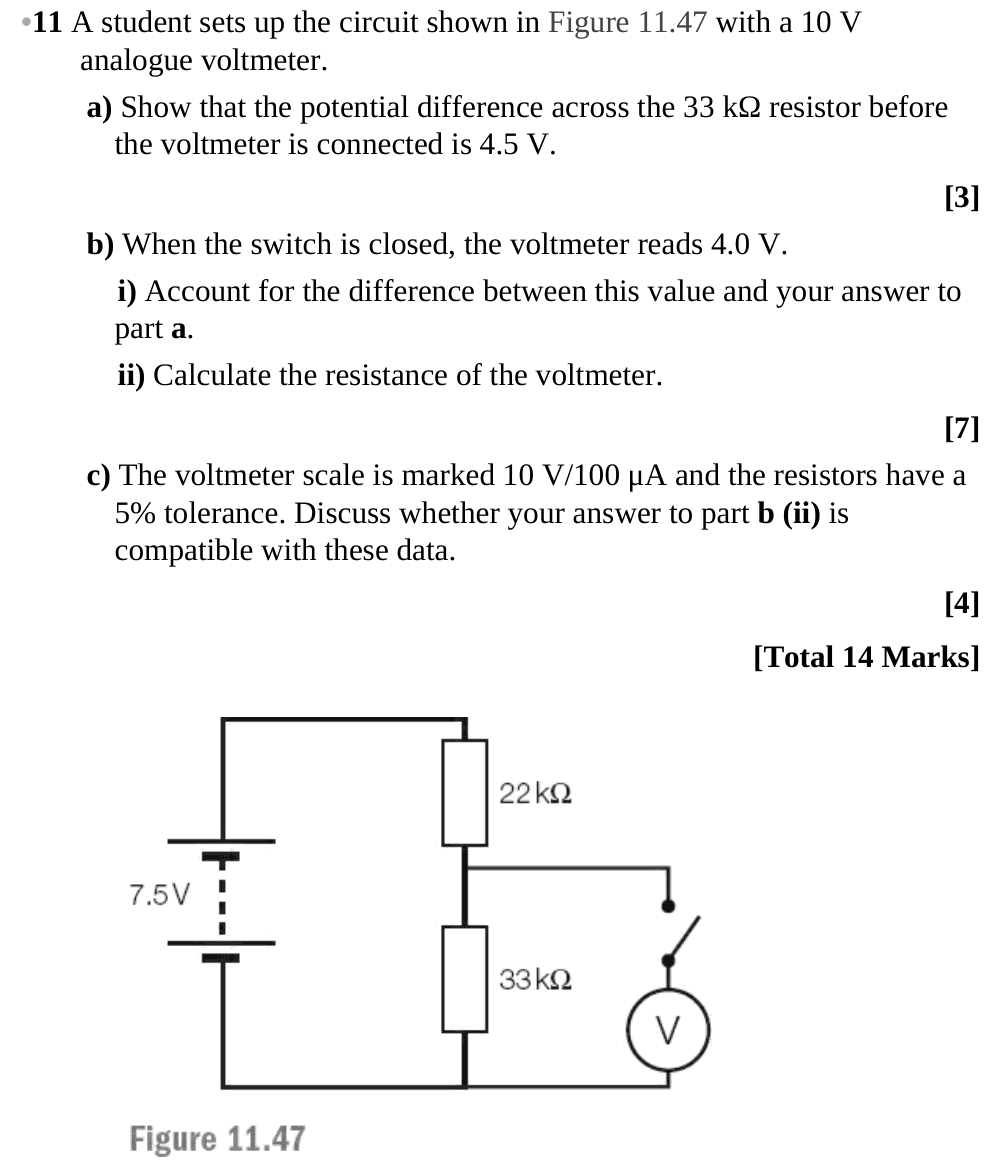 •11 A student sets up the circuit shown in Figure 11.47 with a 10 V
analogue voltmeter.
a) Show that the potential difference across the 33 kΩ resistor before
the voltmeter is connected is 4.5 V.
[3]
b) When the switch is closed, the voltmeter reads 4.0 V.
i) Account for the difference between this value and your answer to
part a.
ii) Calculate the resistance of the voltmeter.
[7]
c) The voltmeter scale is marked 10 V/100 μA and the resistors have a
5% tolerance. Discuss whether your answer to part b (ii) is
compatible with these data.
[4]
[Total 14 Marks]
22 kΩ
7.5 V
33 kΩ
V
Figure 11.47